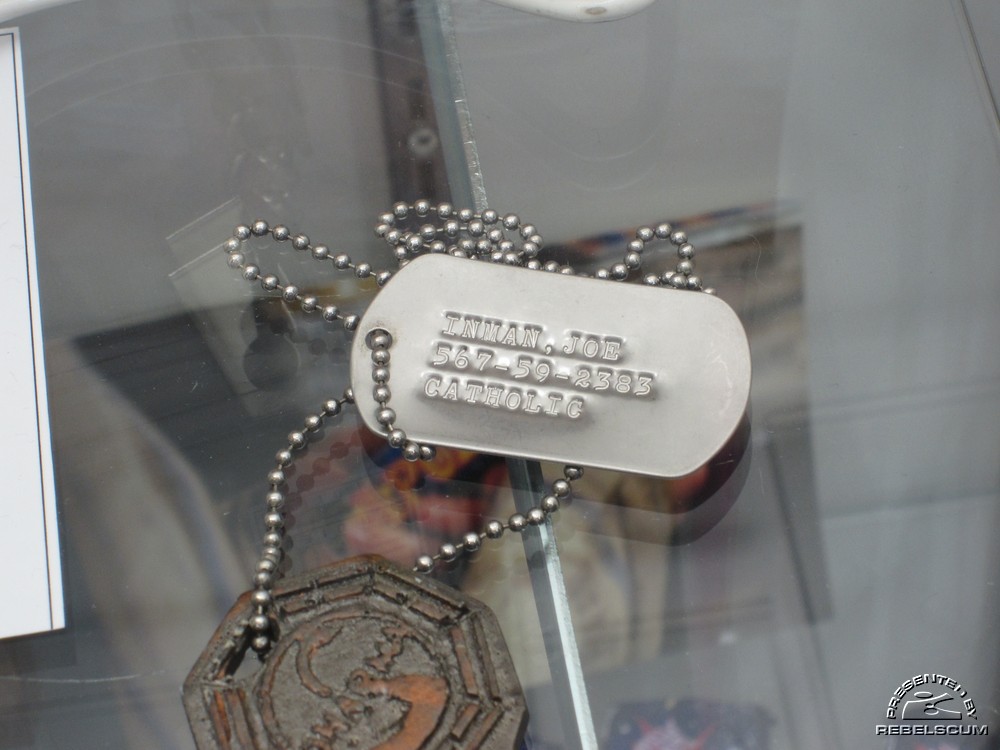 INMAN, JOE
567-59-2383
CATHOLIC
PRESENTED BY
REBELSCUM